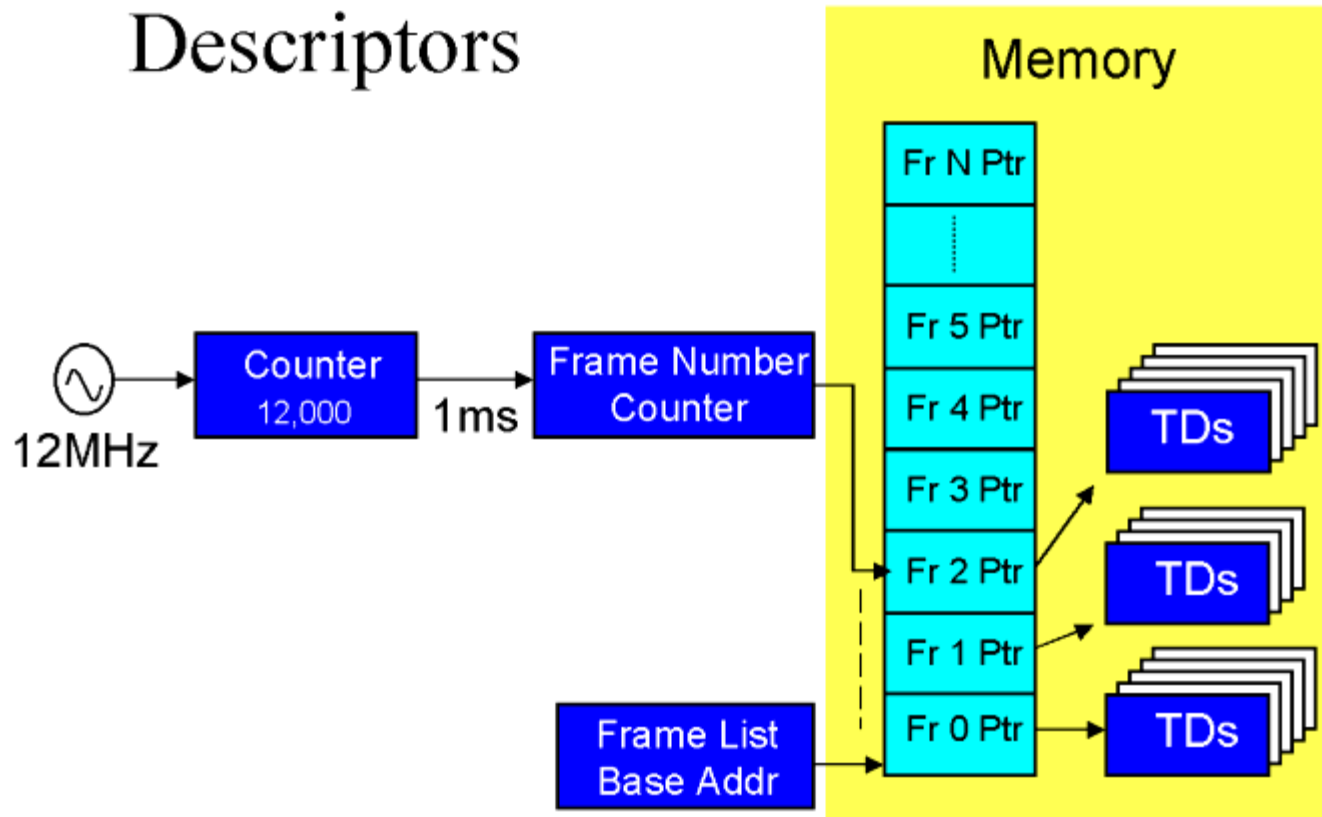 Descriptors
Memory
Fr N Ptr
Fr 5 Ptr
Fr 4 Ptr
Fr 3 Ptr
Fr 2 Ptr
Fr 1 Ptr
Fr 0 Ptr
12MHz
Counter
12,000
1ms
Frame Number
Counter
Frame List
Base Addr
TDs
TDs
TDs